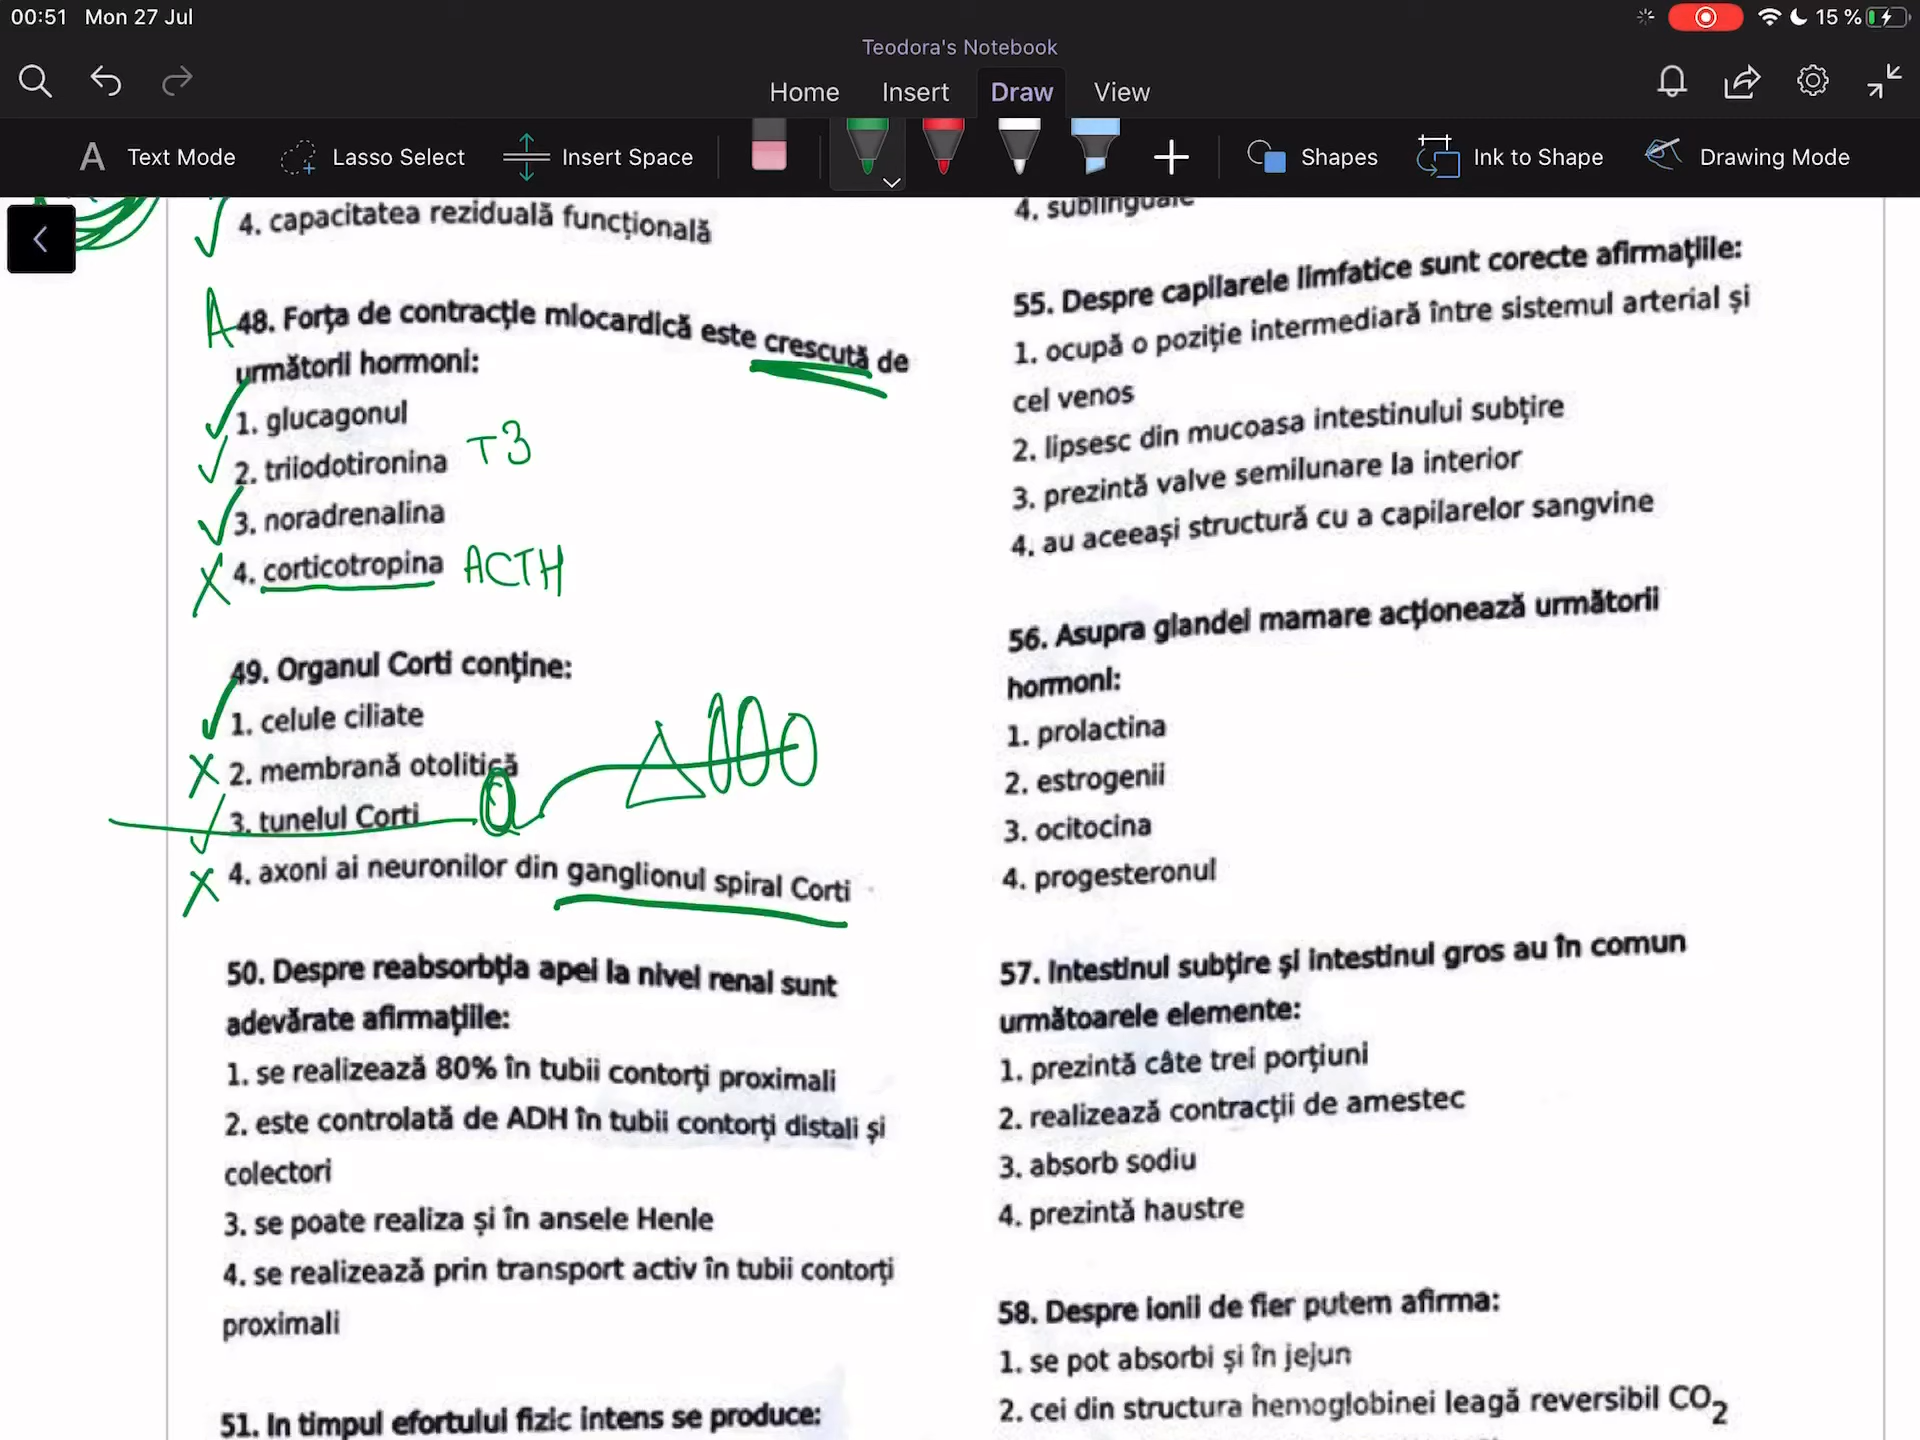 00:51 Mon 27 Jul
15 %
Teodora's Notebook
Home Insert Draw View
A Text Mode Lasso Select Insert Space Shapes Ink to Shape Drawing Mode
4. capacitatea reziduală funcțională
A 48. Forța de contracție miocardică este crescută de
următorii hormoni:
1. glucagonul
2. triiodotironina T3
3. noradrenalina
4. corticotropina ACTH
49. Organul Corti conține:
1. celule ciliate
2. membrană otolitică
3. tunelul Corti
4. axoni ai neuronilor din ganglionul spiral Corti
50. Despre reabsorbția apei la nivel renal sunt
adevărate afirmațiile:
1. se realizează 80% în tubii contorți proximali
2. este controlată de ADH în tubii contorți distali și
colectori
3. se poate realiza și în ansele Henle
4. se realizează prin transport activ în tubii contorți
proximali
51. In timpul efortului fizic intens se produce:
4. sublinguale
55. Despre capilarele limfatice sunt corecte afirmațiile:
1. ocupă o poziție intermediară între sistemul arterial și
cel venos
2. lipsesc din mucoasa intestinului subțire
3. prezintă valve semilunare la interior
4. au aceeași structură cu a capilarelor sangvine
56. Asupra glandei mamare acționează următorii
hormoni:
1. prolactina
2. estrogenii
3. ocitocina
4. progesteronul
57. Intestinul subțire și intestinul gros au în comun
următoarele elemente:
1. prezintă câte trei porțiuni
2. realizează contracții de amestec
3. absorb sodiu
4. prezintă haustre
58. Despre ionii de fier putem afirma:
1. se pot absorbi și în jejun
2. cei din structura hemoglobinei leagă reversibil CO2